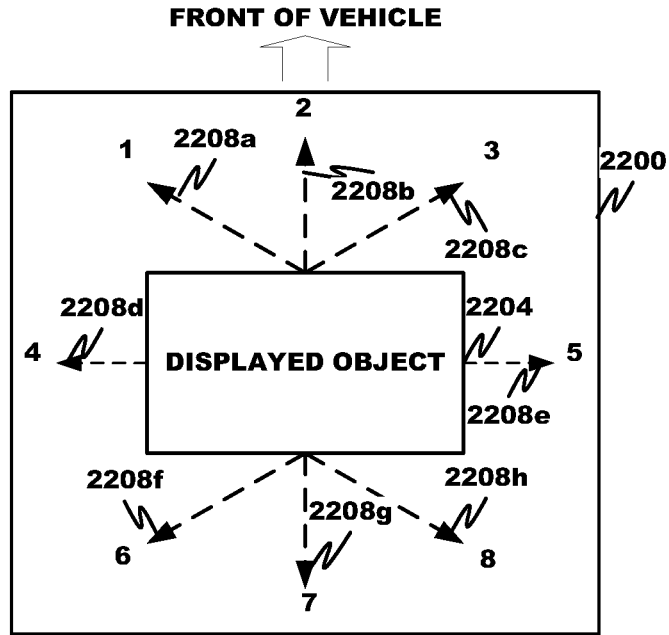 FRONT OF VEHICLE
2
1
2208a
3
2208b
2200
2208c
2208d
2204
4
DISPLAYED OBJECT
5
2208e
2208f
2208h
2208g
6
8
7